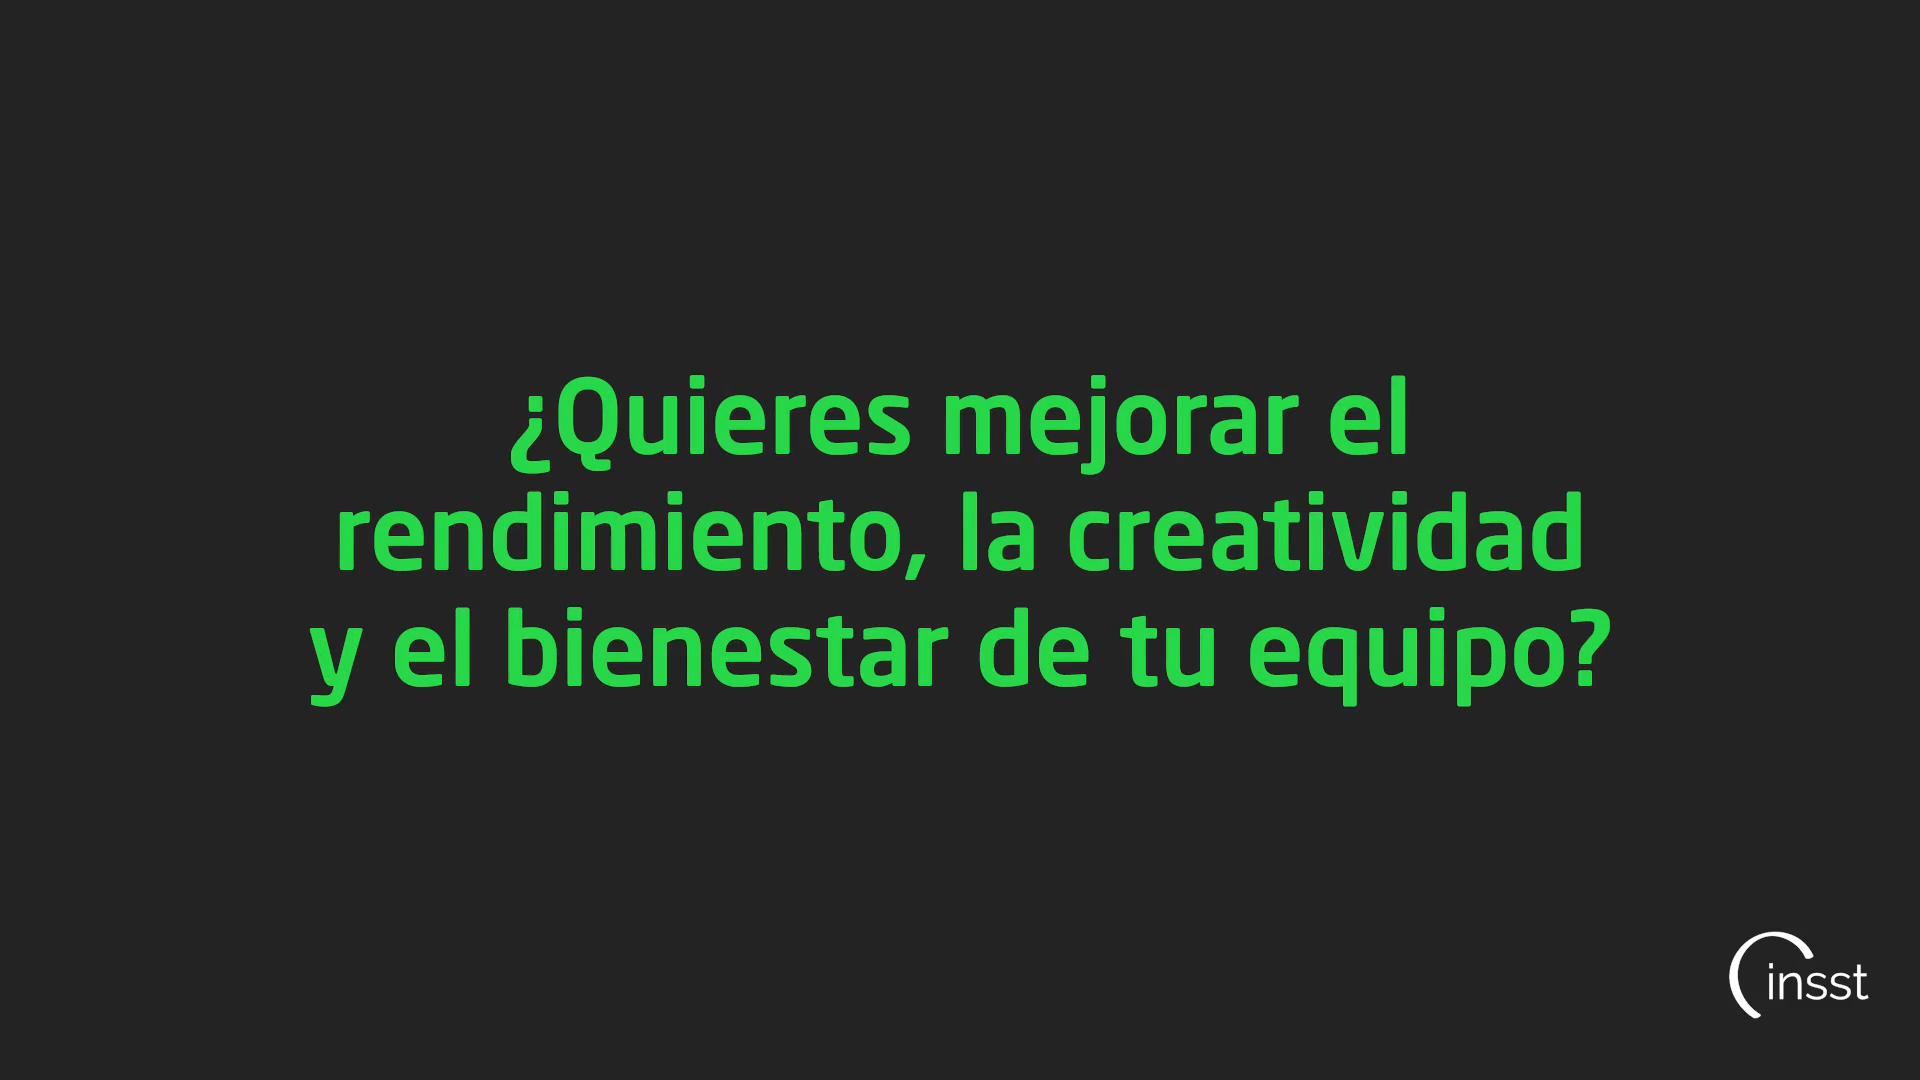 ¿Quieres mejorar el
rendimiento, la creatividad
y el bienestar de tu equipo?
insst